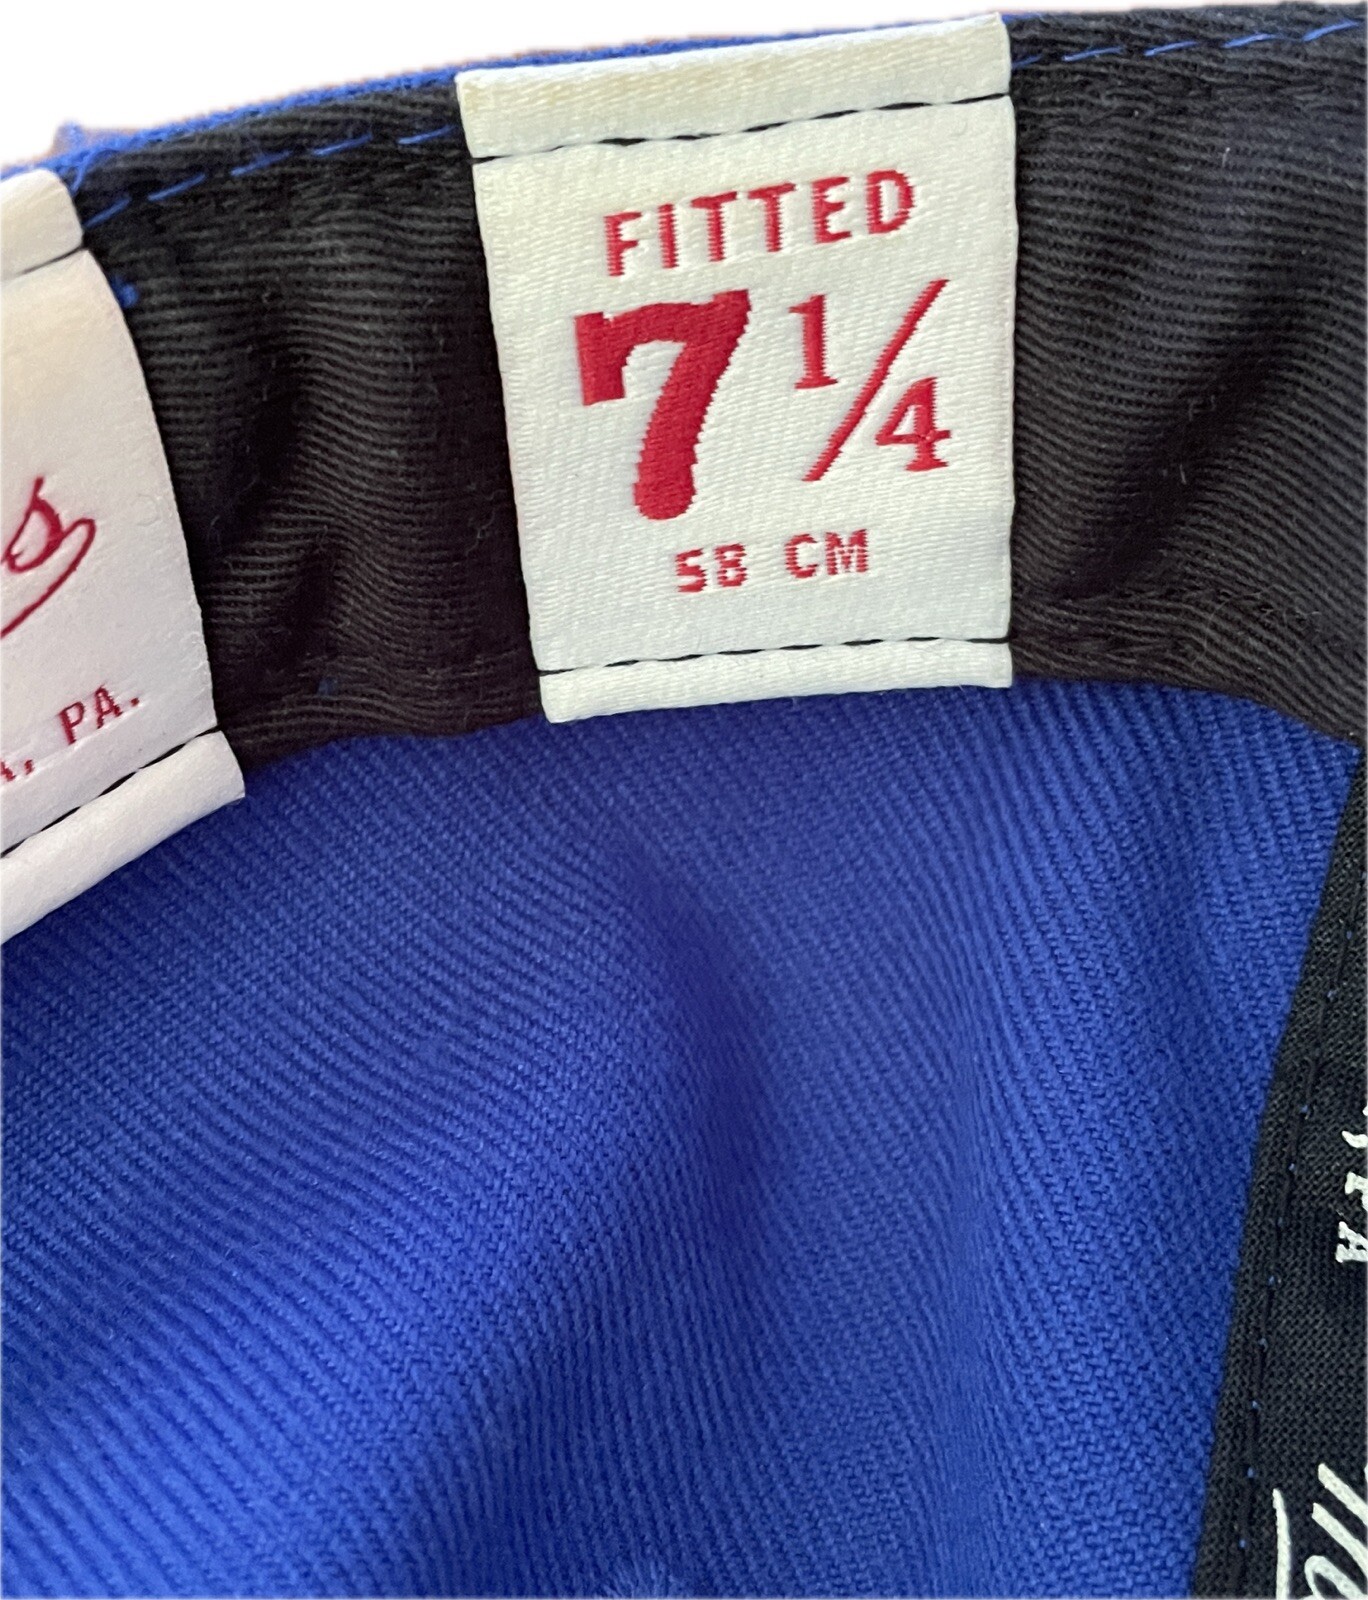 FITTED
7 1/4
58 CM
PA.